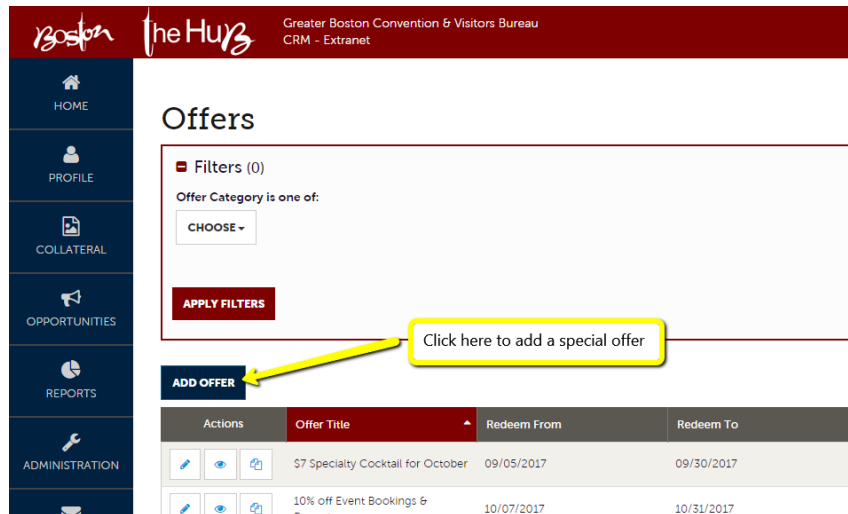 Boston
the HuB
Greater Boston Convention & Visitors Bureau
CRM - Extranet
HOME
PROFILE
COLLATERAL
OPPORTUNITIES
REPORTS
ADMINISTRATION
Offers
Filters (0)
Offer Category is one of:
CHOOSE
APPLY FILTERS
Click here to add a special offer
ADD OFFER
Actions Offer Title Redeem From Redeem To
$7 Specialty Cocktail for October 09/05/2017 09/30/2017
10% off Event Bookings &
10/07/2017 10/31/2017